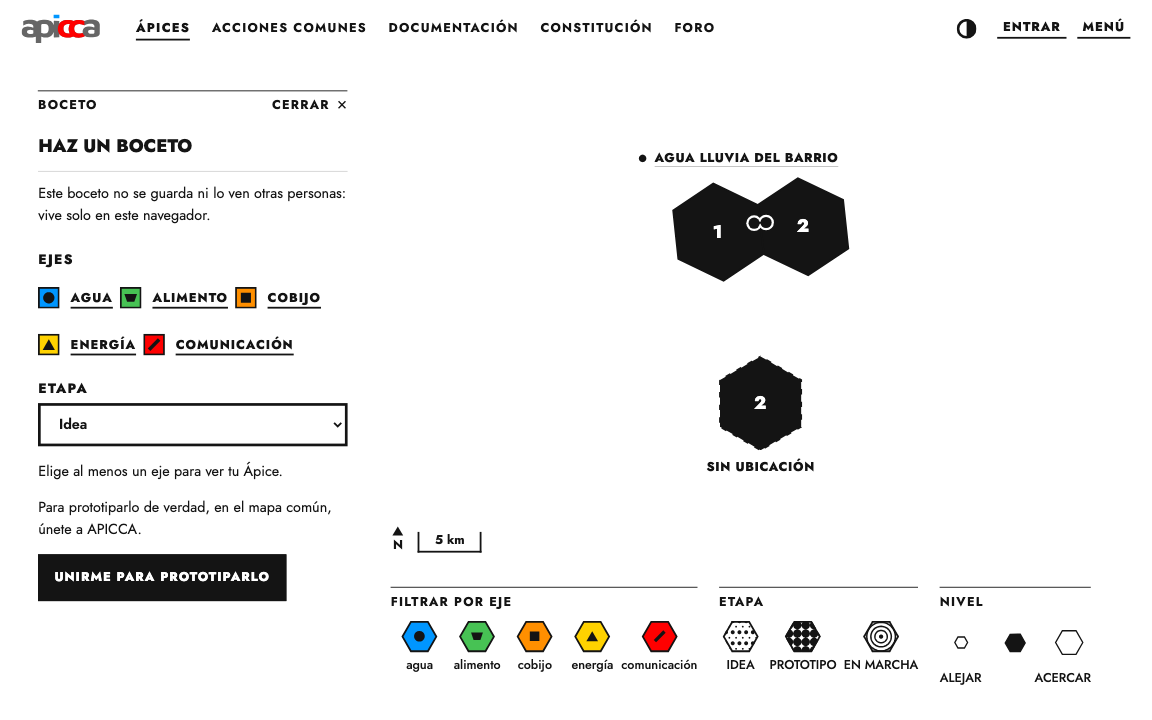 apicca
ÁPICES
ACCIONES COMUNES
DOCUMENTACIÓN
CONSTITUCIÓN
FORO
ENTRAR
MENÚ
BOCETO
CERRAR ✕
HAZ UN BOCETO
Este boceto no se guarda ni lo ven otras personas:
vive solo en este navegador.
EJES
AGUA
ALIMENTO
COBIJO
ENERGÍA
COMUNICACIÓN
ETAPA
Idea
Elige al menos un eje para ver tu Ápice.
Para prototiparlo de verdad, en el mapa común,
únete a APICCA.
UNIRME PARA PROTOTIPARLO
AGUA LLUVIA DEL BARRIO
1
2
2
SIN UBICACIÓN
N
5 km
FILTRAR POR EJE
agua
alimento
cobijo
energía
comunicación
ETAPA
IDEA
PROTOTIPO
EN MARCHA
NIVEL
ALEJAR
ACERCAR